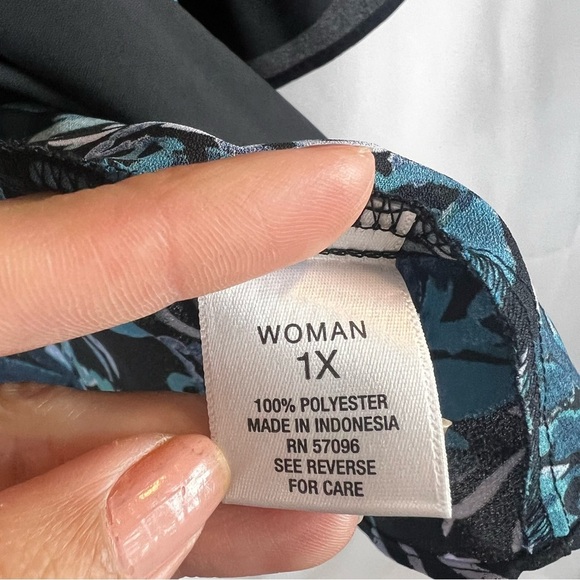 WOMAN
1X
100% POLYESTER
MADE IN INDONESIA
RN 57096
SEE REVERSE
FOR CARE